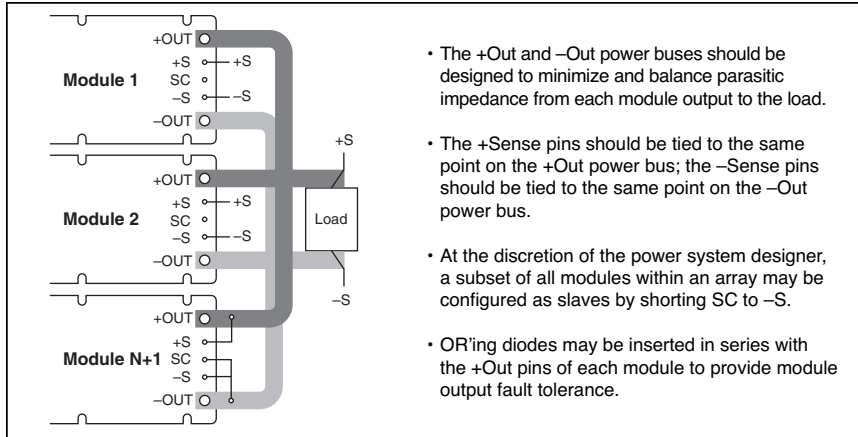 +OUT
+S
+S
Module 1
SC
–S
–S
–OUT
+OUT
+S
+S
Module 2
SC
–S
–S
–OUT
+S
Load
–S
+OUT
+S
Module N+1
SC
–S
–OUT
• The +Out and –Out power buses should be
designed to minimize and balance parasitic
impedance from each module output to the load.
• The +Sense pins should be tied to the same
point on the +Out power bus; the –Sense pins
should be tied to the same point on the –Out
power bus.
• At the discretion of the power system designer,
a subset of all modules within an array may be
configured as slaves by shorting SC to –S.
• OR'ing diodes may be inserted in series with
the +Out pins of each module to provide module
output fault tolerance.